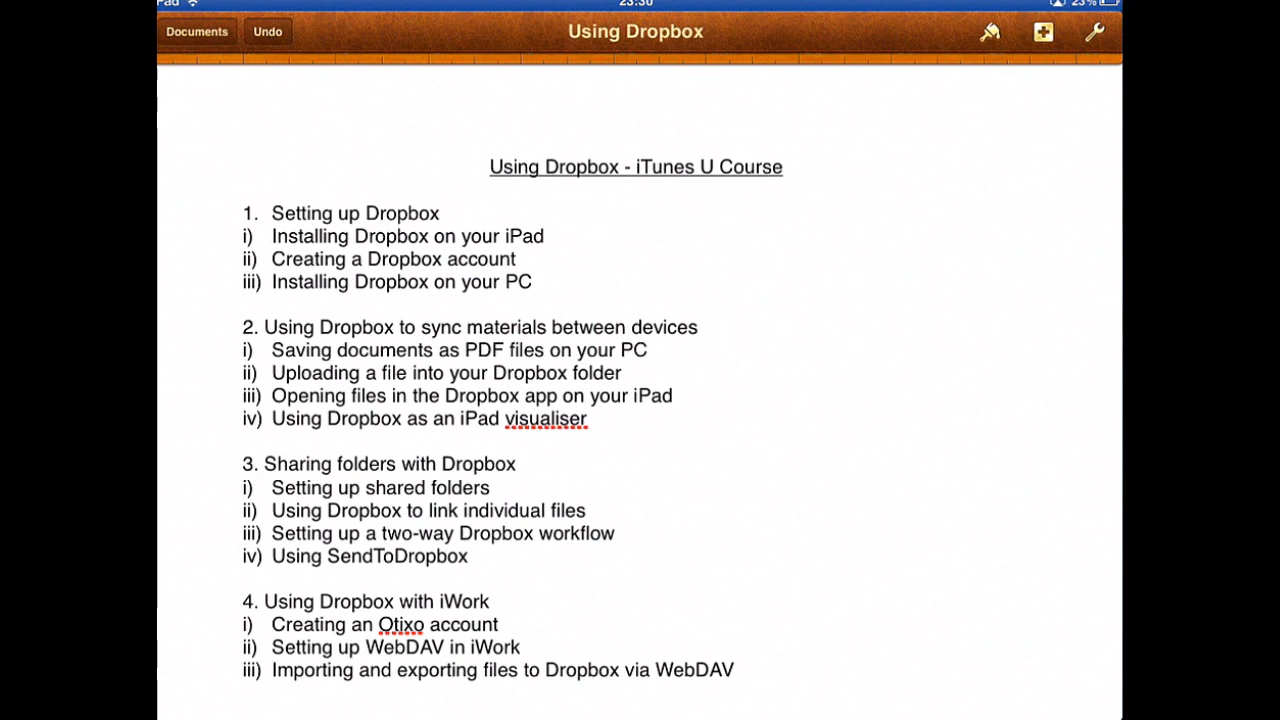 23:30
23%
Documents
Undo
Using Dropbox
Using Dropbox - iTunes U Course
1. Setting up Dropbox
i) Installing Dropbox on your iPad
ii) Creating a Dropbox account
iii) Installing Dropbox on your PC
2. Using Dropbox to sync materials between devices
i) Saving documents as PDF files on your PC
ii) Uploading a file into your Dropbox folder
iii) Opening files in the Dropbox app on your iPad
iv) Using Dropbox as an iPad visualiser
3. Sharing folders with Dropbox
i) Setting up shared folders
ii) Using Dropbox to link individual files
iii) Setting up a two-way Dropbox workflow
iv) Using SendToDropbox
4. Using Dropbox with iWork
i) Creating an Otixo account
ii) Setting up WebDAV in iWork
iii) Importing and exporting files to Dropbox via WebDAV